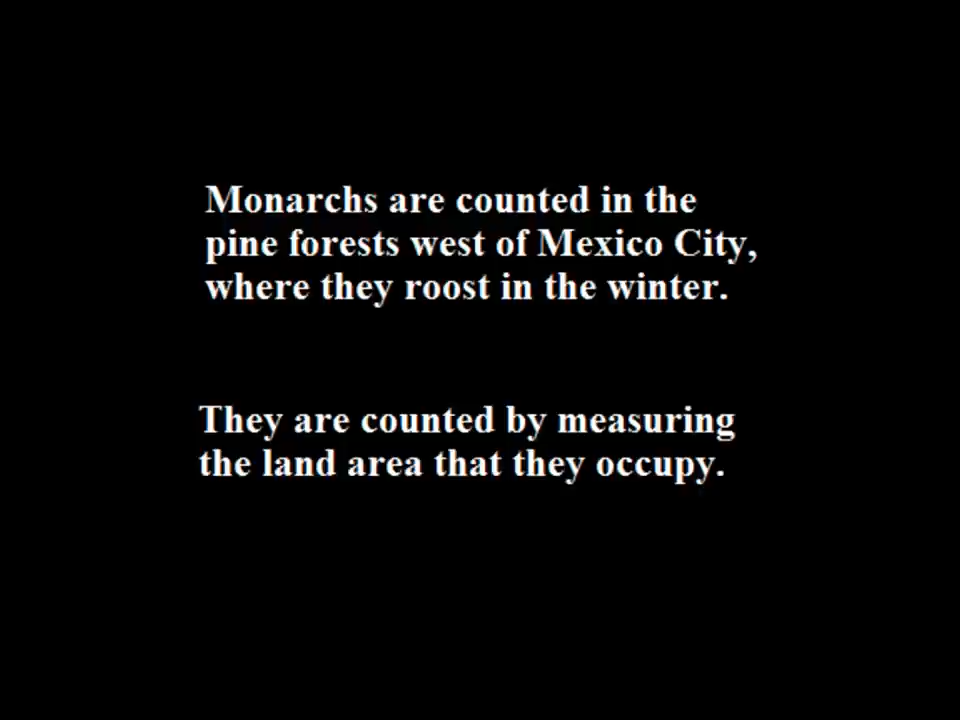 Monarchs are counted in the
pine forests west of Mexico City,
where they roost in the winter.
They are counted by measuring
the land area that they occupy.